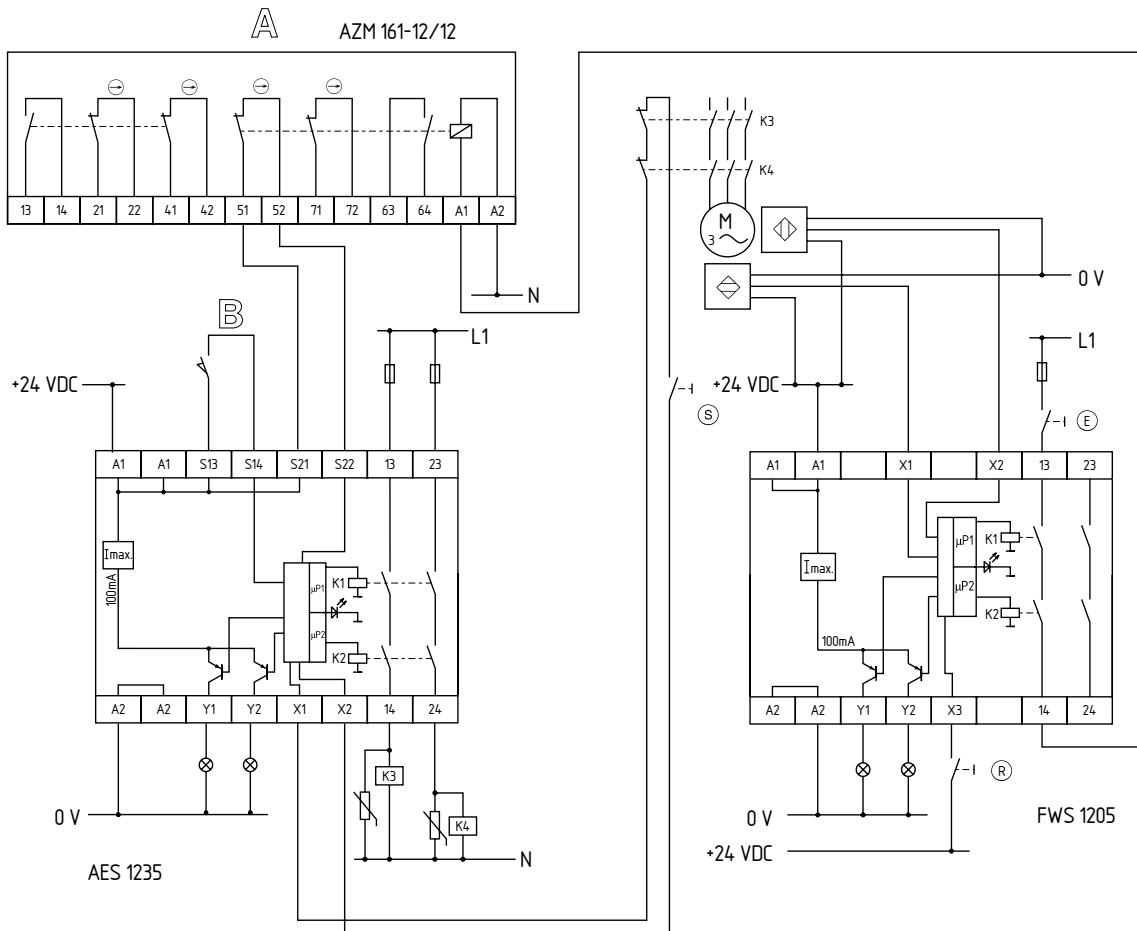 A AZM 161-12/12
13 14 21 22 41 42 51 52 71 72 63 64 A1 A2
K3
K4
M
3
N
0 V
B
L1
L1
+24 VDC
+24 VDC
S
E
A1 A1 S13 S14 S21 S22 13 23
A1 A1 X1 X2 13 23
Imax.
100mA
µP1
µP2
K1
K2
Imax.
100mA
µP1
µP2
K1
K2
A2 A2 Y1 Y2 X1 X2 14 24
A2 A2 Y1 Y2 X3 14 24
K3
K4
R
0 V
0 V
FWS 1205
+24 VDC
N
AES 1235